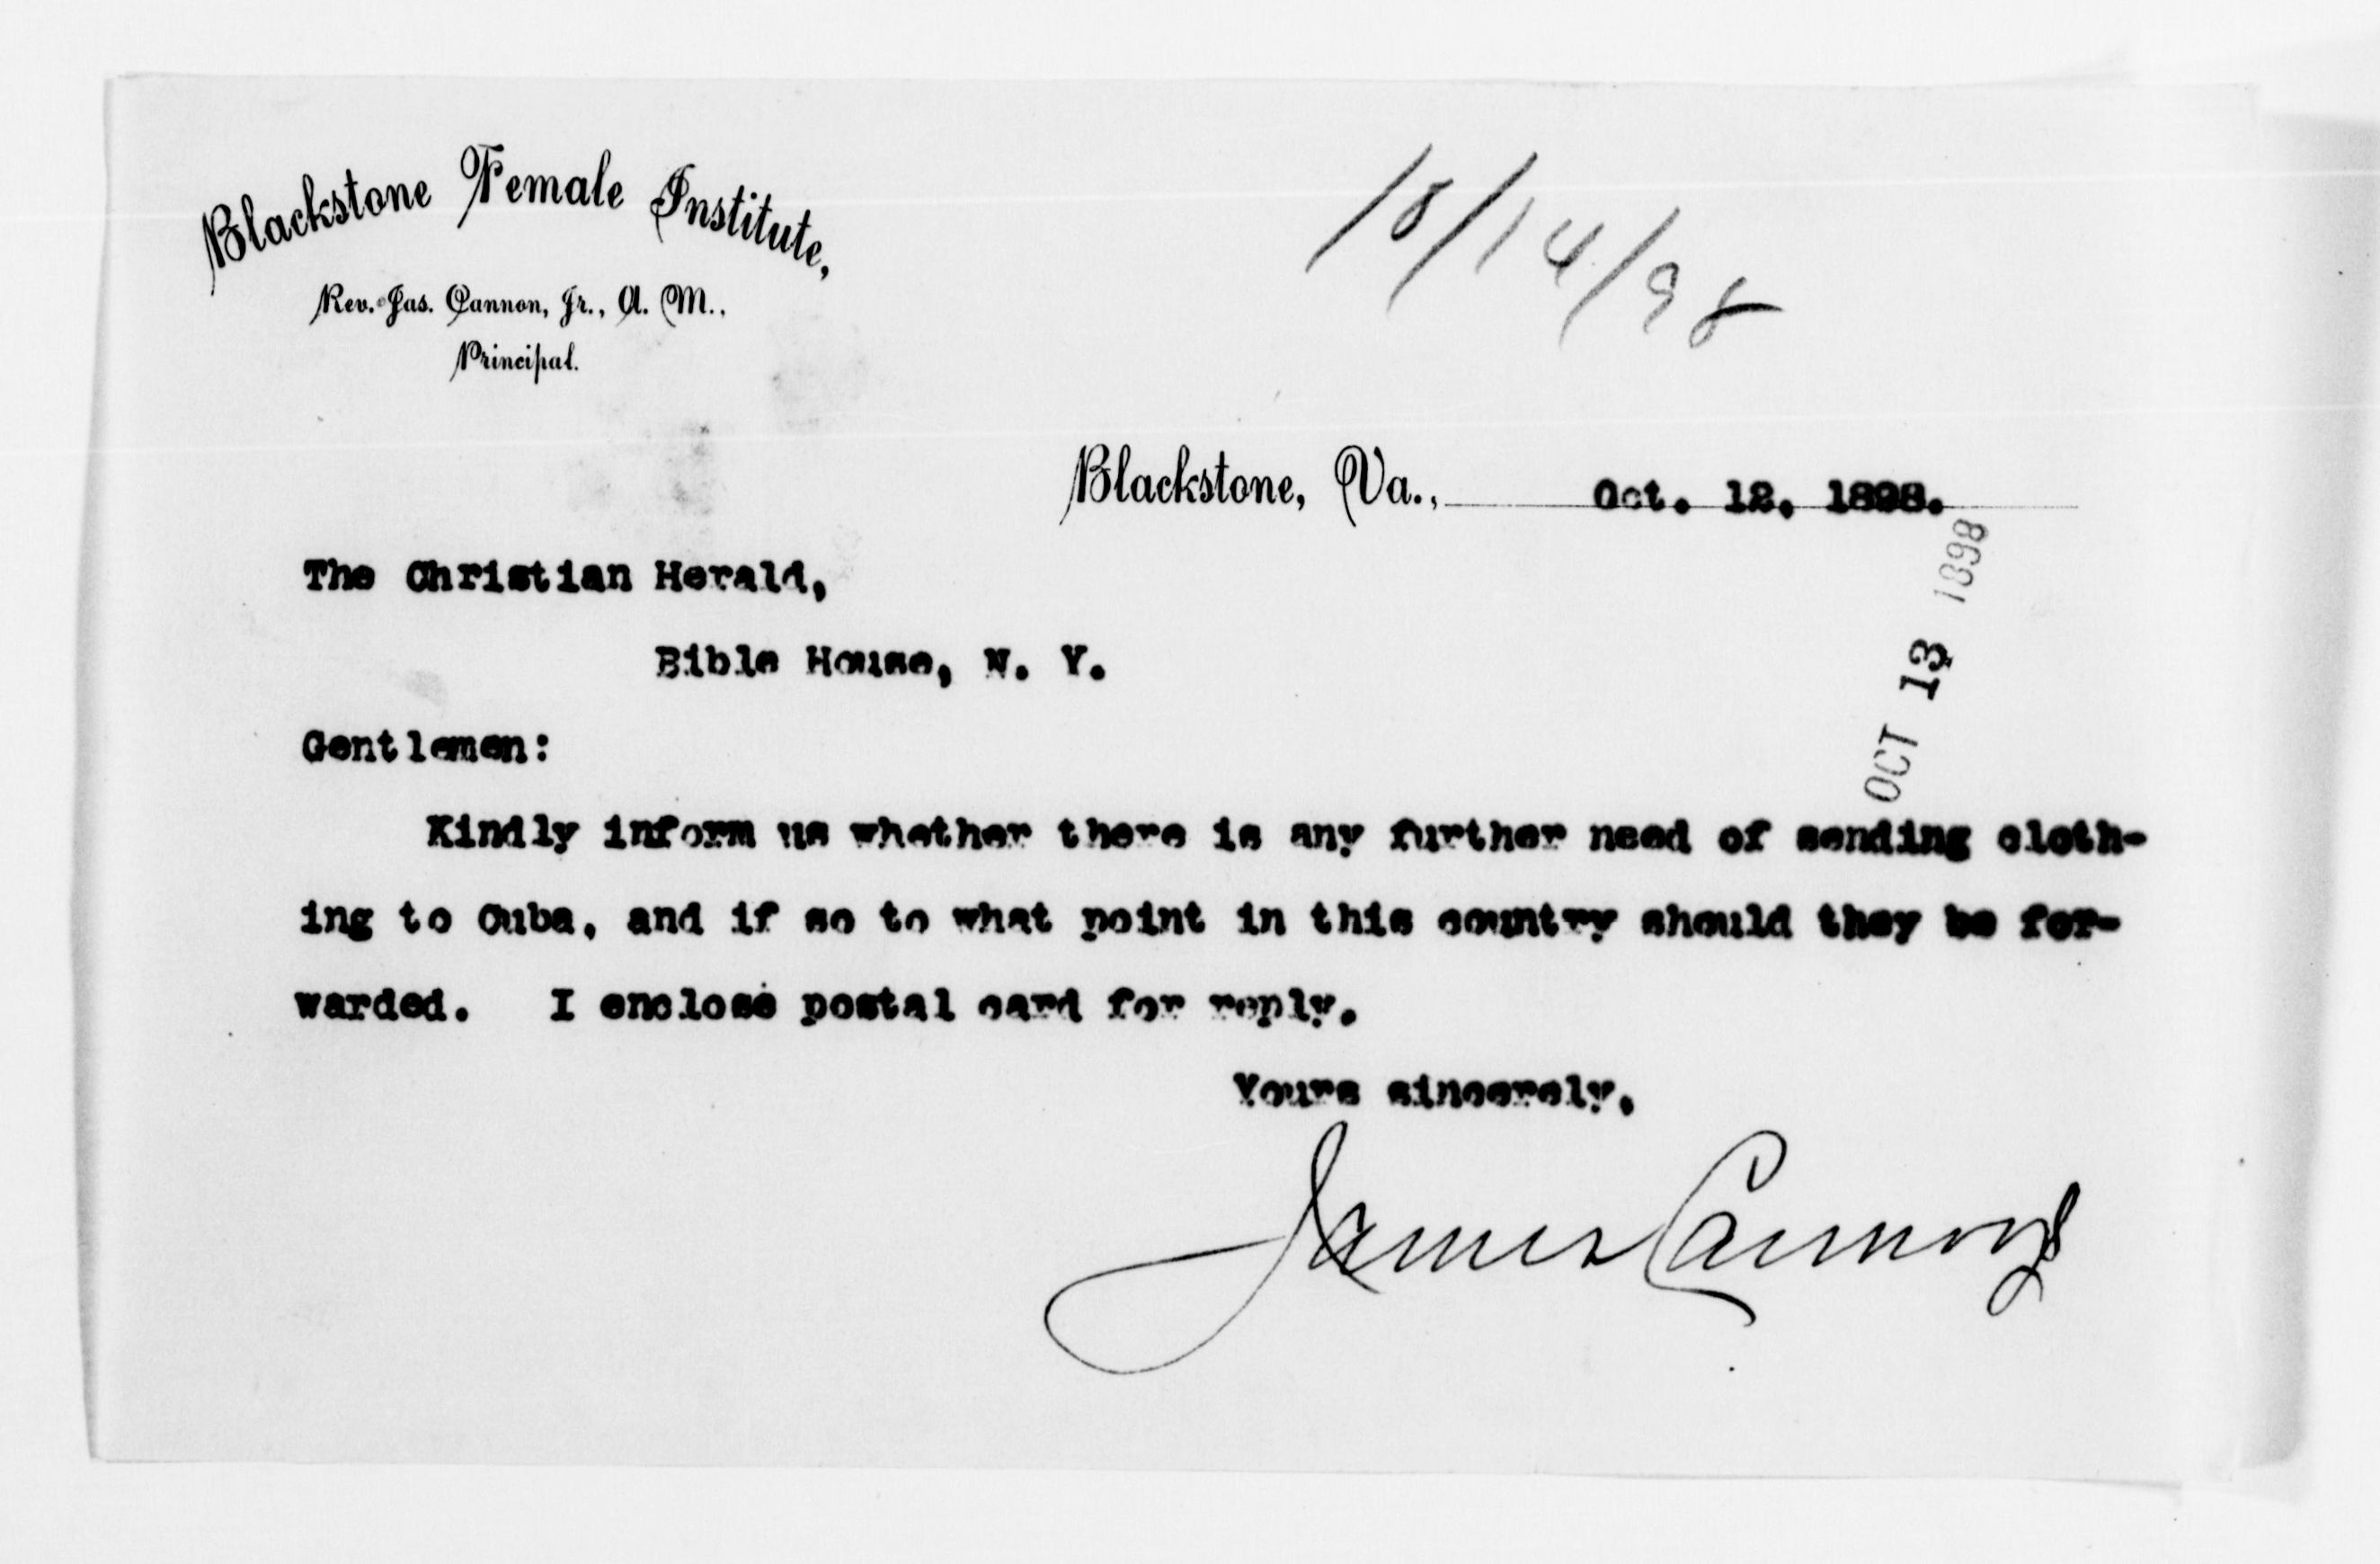 Blackstone Female Institute,
Rev. Jas. Cannon, Jr., A. M.,
Principal.
10/14/98
Blackstone, Va., Oct. 12, 1898.
OCT 13 1898
The Christian Herald,
Bible House, N. Y.
Gentlemen:
Kindly inform us whether there is any further need of sending cloth-
ing to Cuba, and if so to what point in this country should they be for-
warded. I enclose postal card for reply.
Yours sincerely,
James Cannon Jr